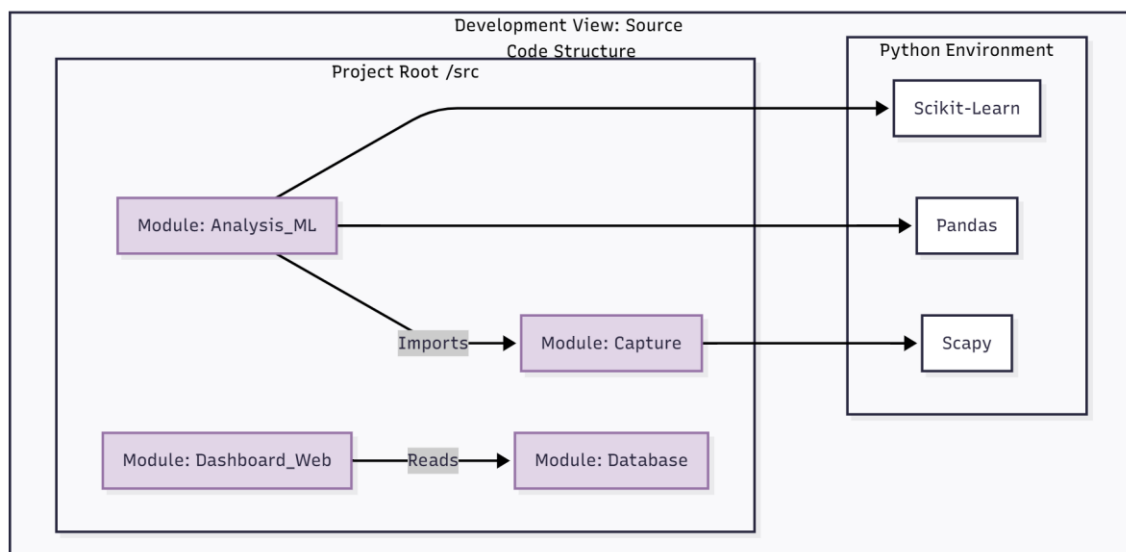 Development View: Source
Code Structure
Project Root /src
Python Environment
Scikit-Learn
Module: Analysis_ML
Pandas
Imports
Module: Capture
Scapy
Module: Dashboard_Web
Reads
Module: Database